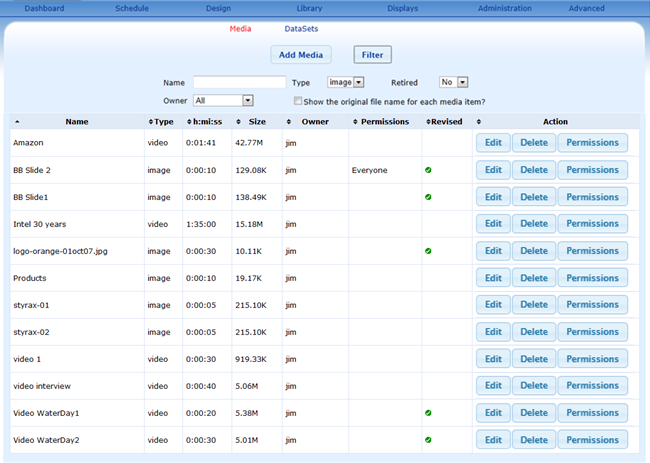 Dashboard Schedule Design Library Displays Administration Advanced
Media DataSets
Add Media Filter
Name Type image Retired No
Owner All Show the original file name for each media item?
Name Type h:mi:ss Size Owner Permissions Revised Action
Amazon video 0:01:41 42.77M jim Edit Delete Permissions
BB Slide 2 image 0:00:10 129.08K jim Everyone Edit Delete Permissions
BB Slide1 image 0:00:10 138.49K jim Edit Delete Permissions
Intel 30 years video 1:35:00 15.18M jim Edit Delete Permissions
logo-orange-01oct07.jpg image 0:00:30 10.11K jim Edit Delete Permissions
Products image 0:00:10 19.17K jim Edit Delete Permissions
styrax-01 image 0:00:05 215.10K jim Edit Delete Permissions
styrax-02 image 0:00:05 215.10K jim Edit Delete Permissions
video 1 video 0:00:30 919.33K jim Edit Delete Permissions
video interview video 0:00:40 5.06M jim Edit Delete Permissions
Video WaterDay1 video 0:00:20 5.38M jim Edit Delete Permissions
Video WaterDay2 video 0:00:30 5.01M jim Edit Delete Permissions